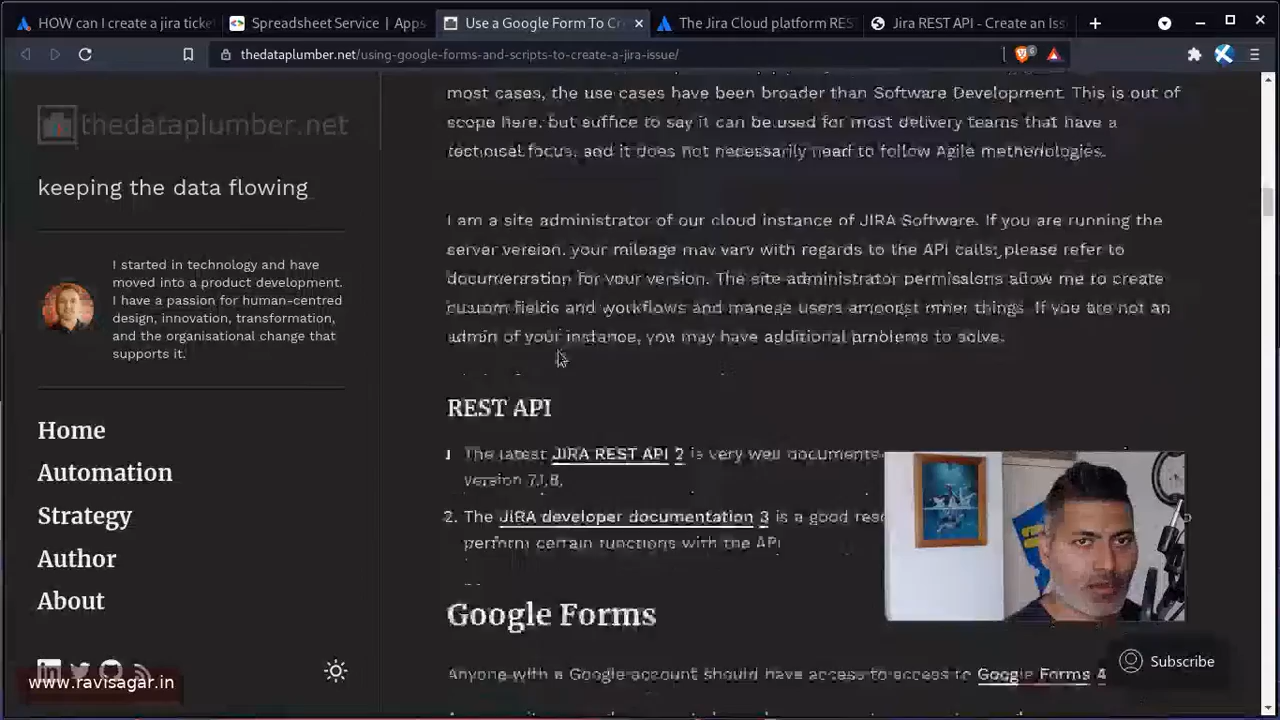 HOW can I create a jira ticke
Spreadsheet Service | Apps
Use a Google Form To Cr
The Jira Cloud platform RES
Jira REST API - Create an Iss
thedataplumber.net/using-google-forms-and-scripts-to-create-a-jira-issue/
thedataplumber.net
keeping the data flowing
I started in technology and have
moved into a product development.
I have a passion for human-centred
design, innovation, transformation,
and the organisational change that
supports it.
Home
Automation
Strategy
Author
About
www.ravisagar.in
most cases, the use cases have been broader than Software Development. This is out of
scope here, but suffice to say it can be used for most delivery teams that have a
technical focus, and it does not necessarily need to follow Agile methodologies.
I am a site administrator of our cloud instance of JIRA Software. If you are running the
server version, your mileage may vary with regards to the API calls; please refer to
for your version. The site administrator allow me to create
custom fields and workflows and manage users amongst other things. If you are not an
admin of your instance, you may have additional problems to solve.
REST API
1. The latest JIRA REST API 2 is very well documente
version 7.1.8,
2. The JIRA developer documentation 3 is a good
perform certain functions with the API
Google Forms
Anyone with a Google account should have access to access to Google Forms 4
Subscribe